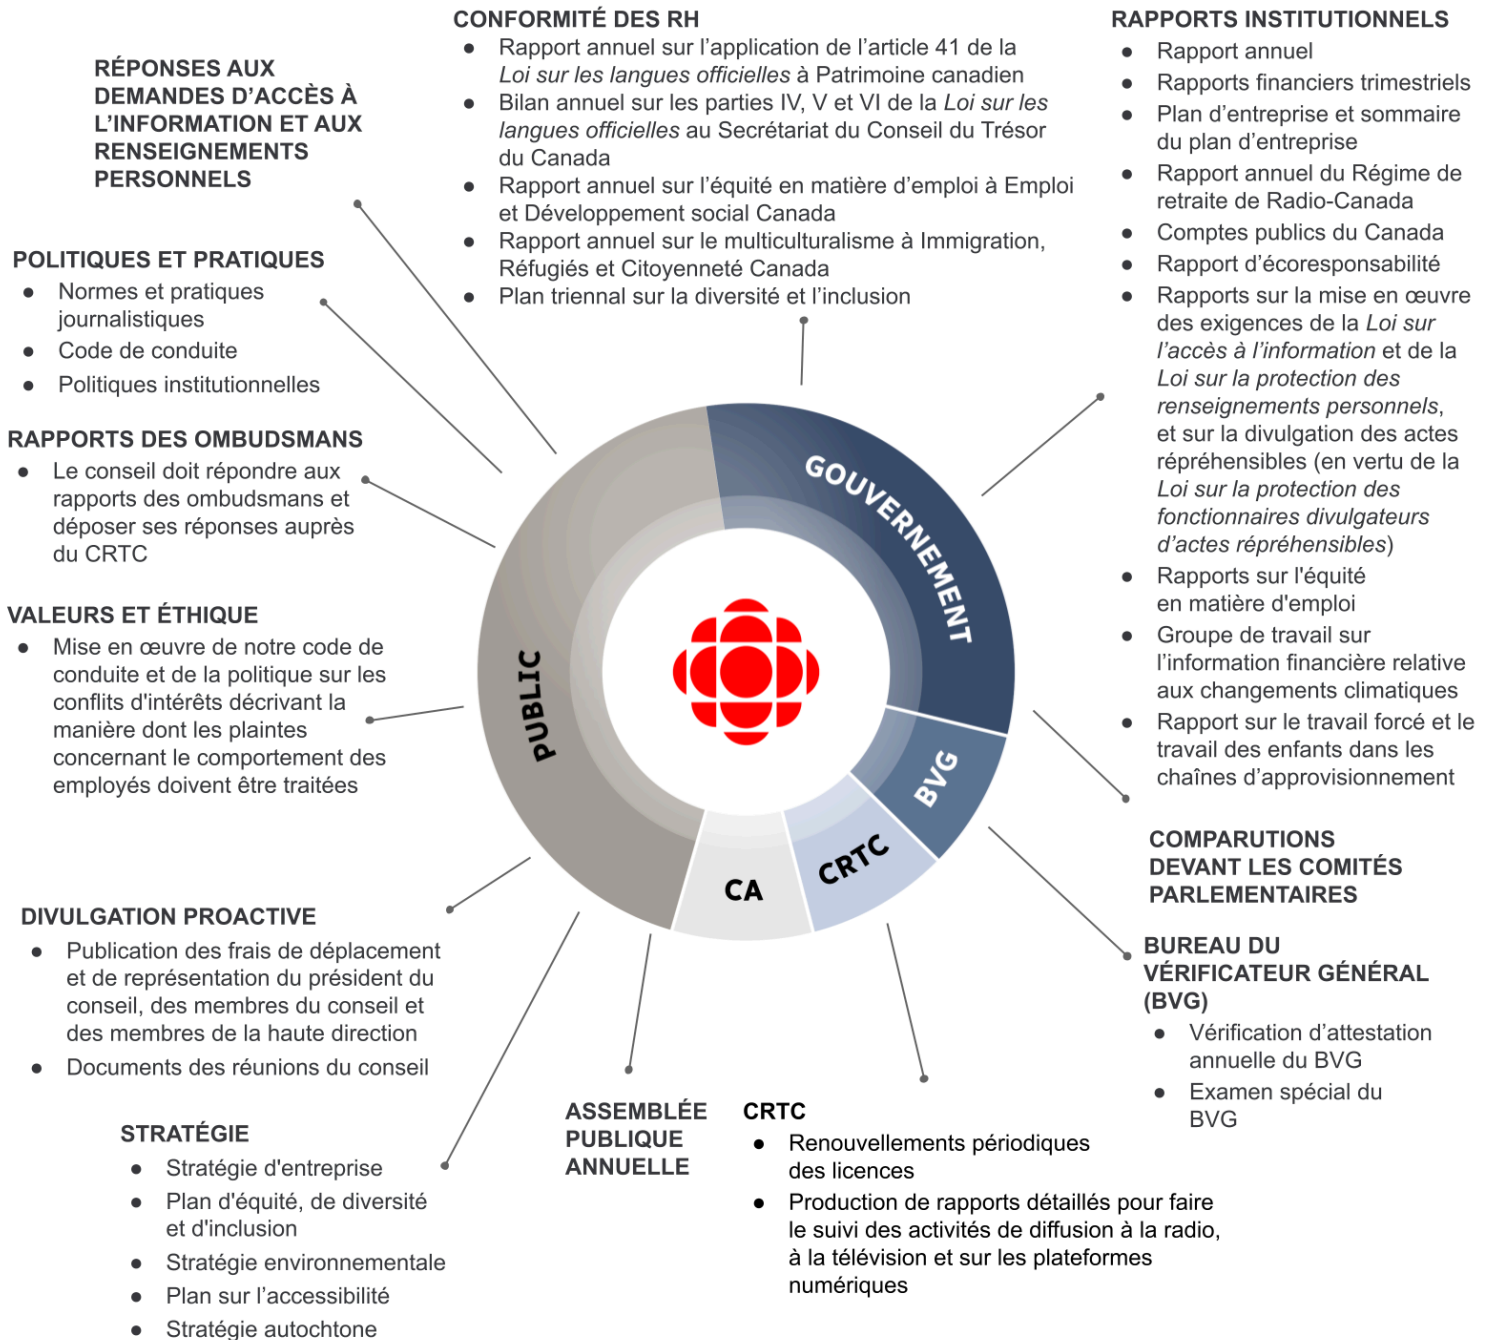 CONFORMITÉ DES RH
● Rapport annuel sur l’application de l’article 41 de la
Loi sur les langues officielles à Patrimoine canadien
● Bilan annuel sur les parties IV, V et VI de la Loi sur les
langues officielles au Secrétariat du Conseil du Trésor
du Canada
● Rapport annuel sur l’équité en matière d’emploi à Emploi
et Développement social Canada
● Rapport annuel sur le multiculturalisme à Immigration,
Réfugiés et Citoyenneté Canada
● Plan triennal sur la diversité et l’inclusion
RAPPORTS INSTITUTIONNELS
● Rapport annuel
● Rapports financiers trimestriels
● Plan d’entreprise et sommaire
du plan d’entreprise
● Rapport annuel du Régime de
retraite de Radio-Canada
● Comptes publics du Canada
● Rapport d’écoresponsabilité
● Rapports sur la mise en œuvre
des exigences de la Loi sur
l’accès à l’information et de la
Loi sur la protection des
renseignements personnels,
et sur la divulgation des actes
répréhensibles (en vertu de la
Loi sur la protection des
fonctionnaires divulgateurs
d’actes répréhensibles)
● Rapports sur l'équité
en matière d'emploi
● Groupe de travail sur
l’information financière relative
aux changements climatiques
● Rapport sur le travail forcé et le
travail des enfants dans les
chaînes d’approvisionnement
RÉPONSES AUX
DEMANDES D’ACCÈS À
L’INFORMATION ET AUX
RENSEIGNEMENTS
PERSONNELS
POLITIQUES ET PRATIQUES
● Normes et pratiques
journalistiques
● Code de conduite
● Politiques institutionnelles
RAPPORTS DES OMBUDSMANS
● Le conseil doit répondre aux
rapports des ombudsmans et
déposer ses réponses auprès
du CRTC
VALEURS ET ÉTHIQUE
● Mise en œuvre de notre code de
conduite et de la politique sur les
conflits d'intérêts décrivant la
manière dont les plaintes
concernant le comportement des
employés doivent être traitées
GOUVERNEMENT
PUBLIC
BVG
CRTC
CA
COMPARUTIONS
DEVANT LES COMITÉS
PARLEMENTAIRES
BUREAU DU
VÉRIFICATEUR GÉNÉRAL
(BVG)
● Vérification d’attestation
annuelle du BVG
● Examen spécial du
BVG
DIVULGATION PROACTIVE
● Publication des frais de déplacement
et de représentation du président du
conseil, des membres du conseil et
des membres de la haute direction
● Documents des réunions du conseil
STRATÉGIE
● Stratégie d'entreprise
● Plan d'équité, de diversité
et d'inclusion
● Stratégie environnementale
● Plan sur l’accessibilité
● Stratégie autochtone
ASSEMBLÉE
PUBLIQUE
ANNUELLE
CRTC
● Renouvellements périodiques
des licences
● Production de rapports détaillés pour faire
le suivi des activités de diffusion à la radio,
à la télévision et sur les plateformes
numériques